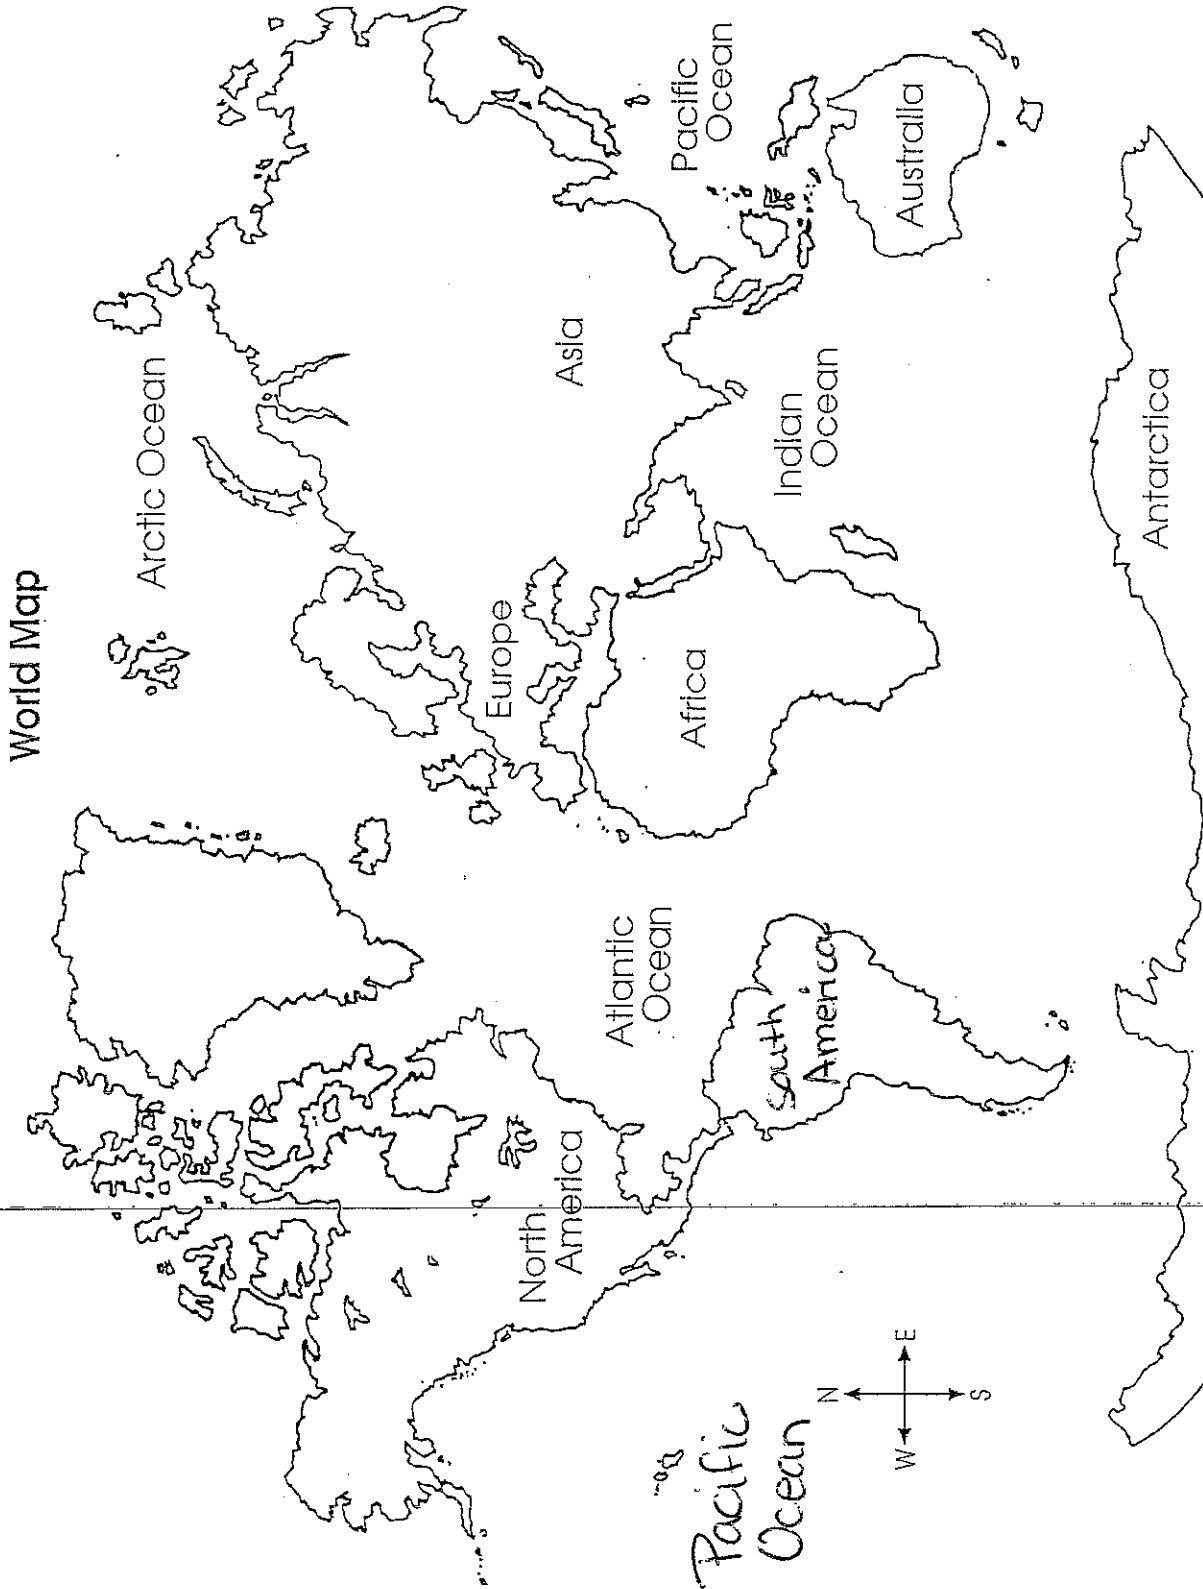 World Map
Arctic Ocean
Europe
Asia
North
America
Atlantic
Ocean
Africa
Pacific
Ocean
Indian
Ocean
South
America
Australia
Pacific
Ocean
N
W E
S
Antarctica